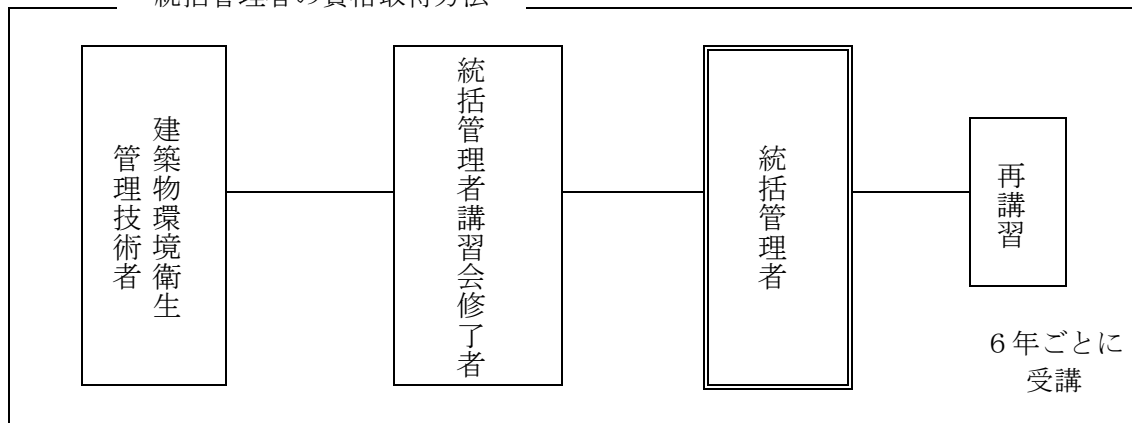 統括管理者の資格取得方法
建築物環境衛生
管理技術者
統括管理者講習会修了者
統括管理者
再講習
6年ごとに
受講